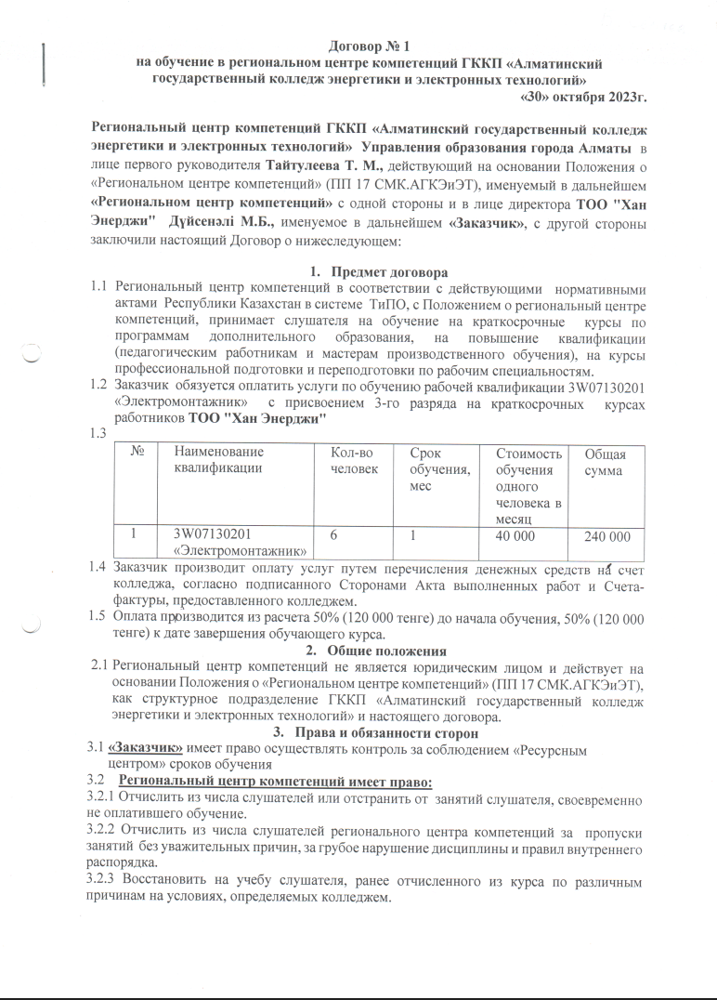 Договор № 1
на обучение в региональном центре компетенций ГККП «Алматинский
государственный колледж энергетики и электронных технологий»
«30» октября 2023г.
Региональный центр компетенций ГККП «Алматинский государственный колледж
энергетики и электронных технологий» Управления образования города Алматы в
лице первого руководителя Тайтулеева Т. М., действующий на основании Положения о
«Региональном центре компетенций» (ПП 17 СМК.АГКЭиЭТ), именуемый в дальнейшем
«Региональном центр компетенций» с одной стороны и в лице директора ТОО "Хан
Энерджи" Дүйсенәлі М.Б., именуемое в дальнейшем «Заказчик», с другой стороны
заключили настоящий Договор о нижеследующем:
1. Предмет договора
1.1 Региональный центр компетенций в соответствии с действующими нормативными
актами Республики Казахстан в системе ТиПО, с Положением о региональный центре
компетенций, принимает слушателя на обучение на краткосрочные курсы по
программам дополнительного образования, на повышение квалификации
(педагогическим работникам и мастерам производственного обучения), на курсы
профессиональной подготовки и переподготовки по рабочим специальностям.
1.2 Заказчик обязуется оплатить услуги по обучению рабочей квалификации 3W07130201
«Электромонтажник» с присвоением 3-го разряда на краткосрочных курсах
работников ТОО "Хан Энерджи"
1.3
№ Наименование квалификации Кол-во человек Срок обучения, мес Стоимость обучения одного человека в месяц Общая сумма
1 3W07130201 «Электромонтажник» 6 1 40 000 240 000
1.4 Заказчик производит оплату услуг путем перечисления денежных средств на счет
колледжа, согласно подписанного Сторонами Акта выполненных работ и Счета-
фактуры, предоставленного колледжем.
1.5 Оплата производится из расчета 50% (120 000 тенге) до начала обучения, 50% (120 000
тенге) к дате завершения обучающего курса.
2. Общие положения
2.1 Региональный центр компетенций не является юридическим лицом и действует на
основании Положения о «Региональном центре компетенций» (ПП 17 СМК.АГКЭиЭТ),
как структурное подразделение ГККП «Алматинский государственный колледж
энергетики и электронных технологий» и настоящего договора.
3. Права и обязанности сторон
3.1 «Заказчик» имеет право осуществлять контроль за соблюдением «Ресурсным
центром» сроков обучения
3.2 Региональный центр компетенций имеет право:
3.2.1 Отчислить из числа слушателей или отстранить от занятий слушателя, своевременно
не оплатившего обучение.
3.2.2 Отчислить из числа слушателей регионального центра компетенций за пропуски
занятий без уважительных причин, за грубое нарушение дисциплины и правил внутреннего
распорядка.
3.2.3 Восстановить на учебу слушателя, ранее отчисленного из курса по различным
причинам на условиях, определяемых колледжем.